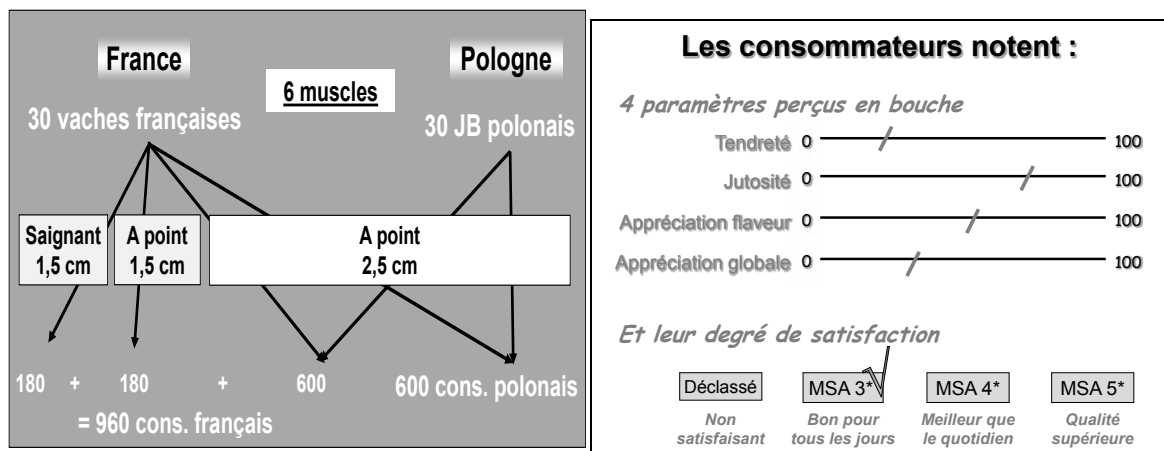 France
Pologne
6 muscles
30 vaches françaises
30 JB polonais
Saignant
1,5 cm
A point
1,5 cm
A point
2,5 cm
180 + 180 + 600
600 cons. polonais
= 960 cons. français
Les consommateurs notent :
4 paramètres perçus en bouche
Tendreté 0 100
Jutosité 0 100
Appréciation flaveur 0 100
Appréciation globale 0 100
Et leur degré de satisfaction
Déclassé
MSA 3*
MSA 4*
MSA 5*
Non
satisfaisant
Bon pour
tous les jours
Meilleur que
le quotidien
Qualité
supérieure